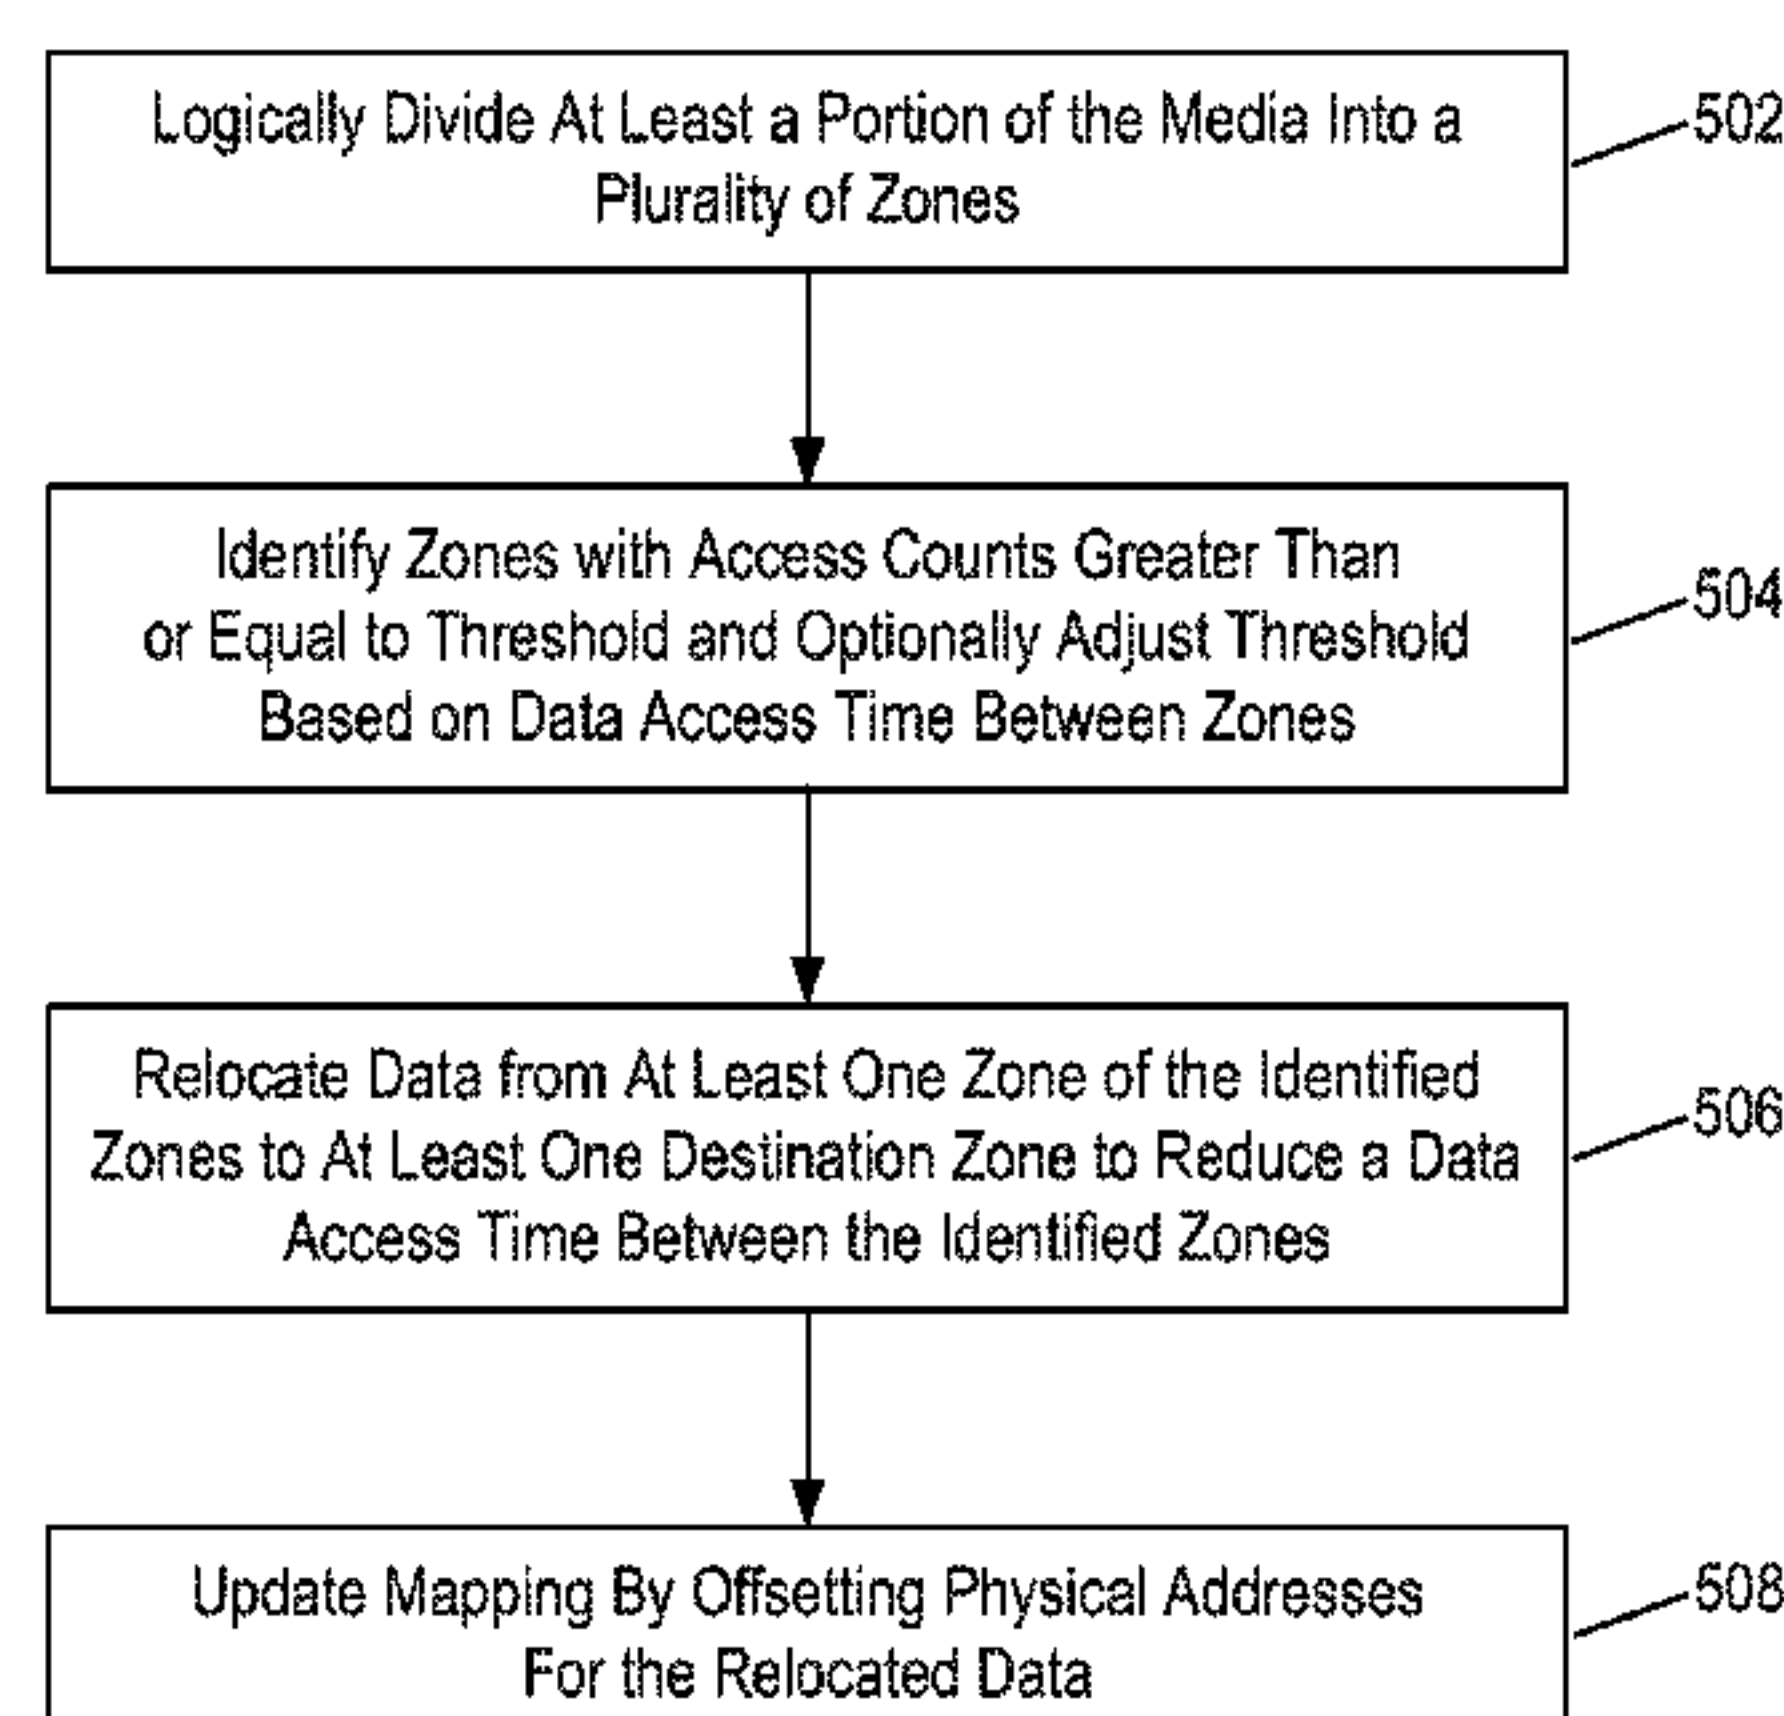 Logically Divide At Least a Portion of the Media Into a
Plurality of Zones
502
Identify Zones with Access Counts Greater Than
or Equal to Threshold and Optionally Adjust Threshold
Based on Data Access Time Between Zones
504
Relocate Data from At Least One Zone of the Identified
Zones to At Least One Destination Zone to Reduce a Data
Access Time Between the Identified Zones
506
Update Mapping By Offsetting Physical Addresses
For the Relocated Data
508